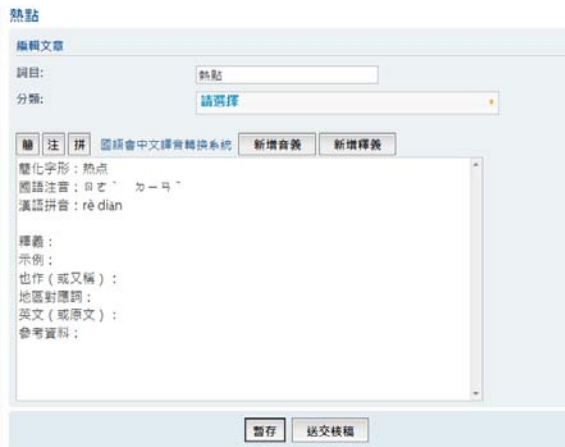 熱點
編輯文章
詞目:
熱點
分類:
請選擇
簡 注 拼 國語會中文譯音轉換系統 新增音義 新增釋義
簡化字形：热点
國語注音：ㄖㄜˋ ㄉㄧㄢˇ
漢語拼音：rè diǎn
釋義：
示例：
也作（或又稱）：
地區對應詞：
英文（或原文）：
參考資料：
暫存 送交核稿